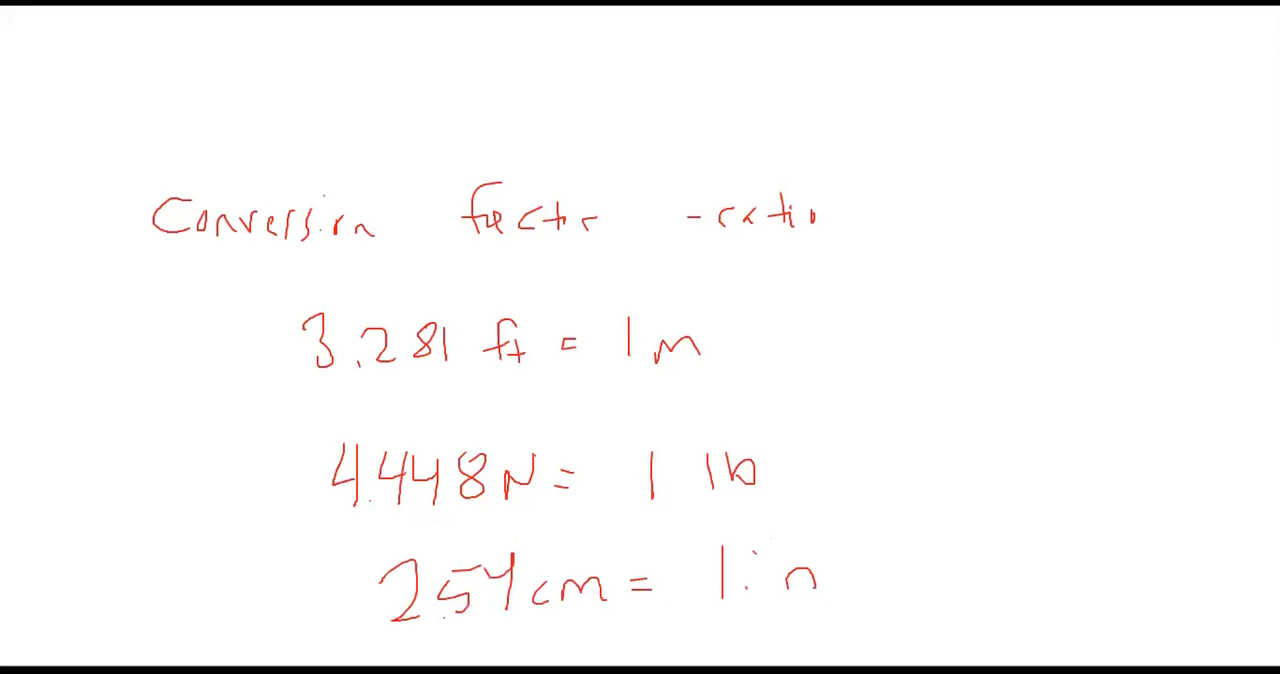 Conversion factor - ratio
3.281 ft = 1 m
4.448 N = 1 lb
2.54 cm = 1 in